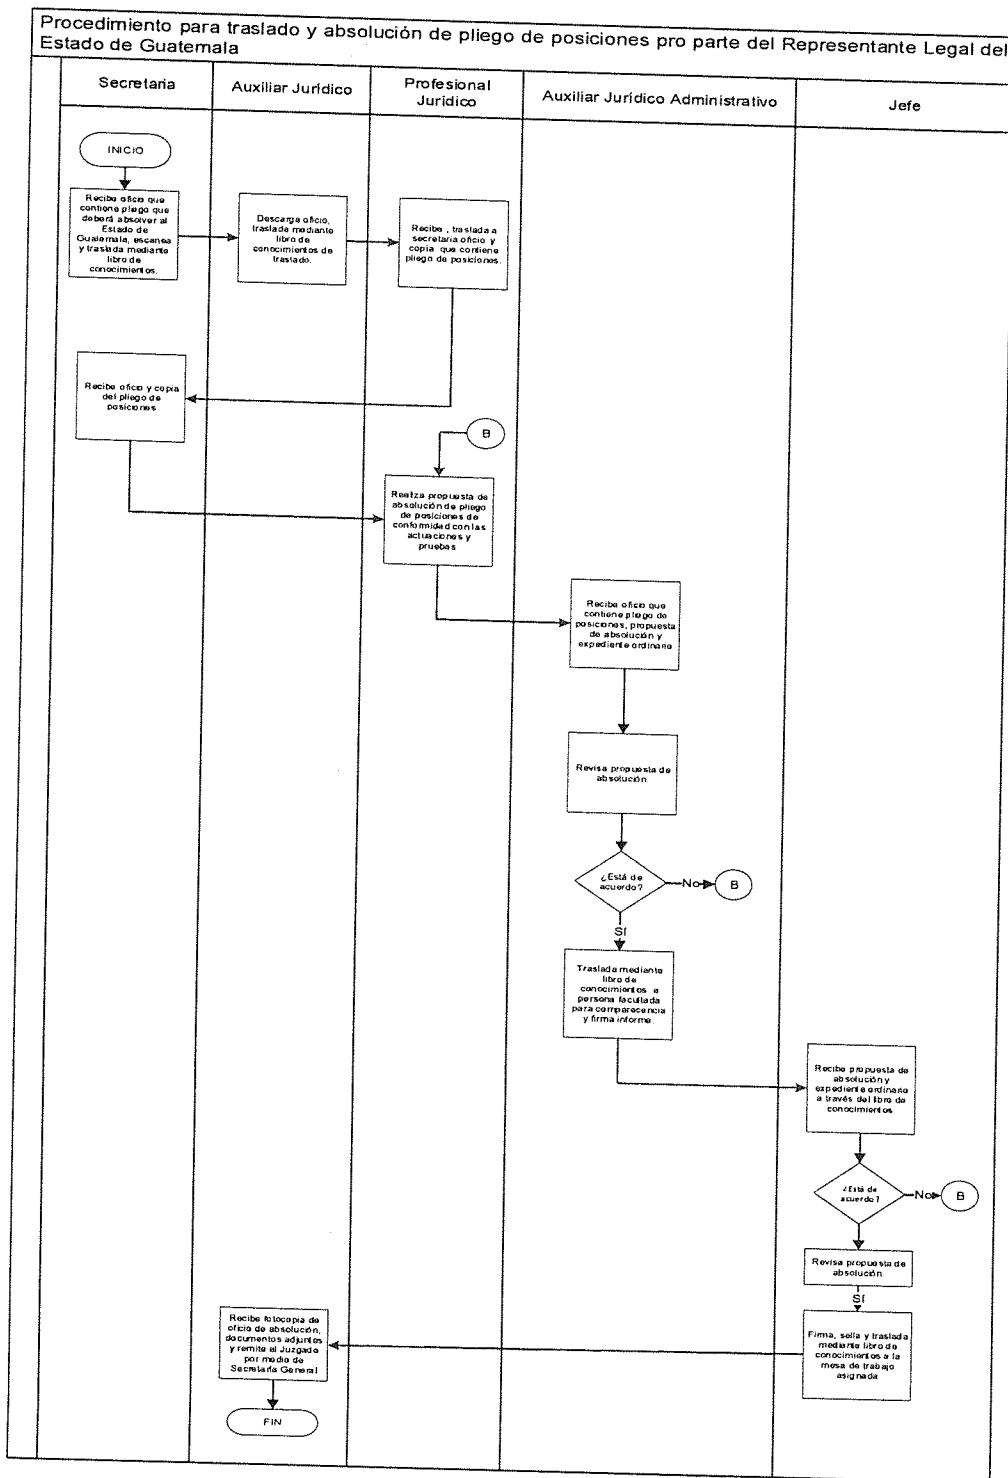 Procedimiento para traslado y absolución de pliego de posiciones pro parte del Representante Legal del
Estado de Guatemala
Secretaria
Auxiliar Jurídico
Profesional
Jurídico
Auxiliar Jurídico Administrativo
Jefe
INICIO
Recibe oficio que
contiene pliego que
deberá absolver al
Estado de
Guatemala, escanea
y traslada mediante
libro de
conocimientos.
Descarga oficio,
traslada mediante
libro de
conocimientos de
traslado.
Recibe , traslada a
secretaria oficio y
copia que contiene
pliego de posiciones.
Recibe oficio y copia
del pliego de
posiciones
B
Realiza propuesta de
absolución de pliego
de posiciones de
conformidad con las
actuaciones y
pruebas
Recibe oficio que
contiene pliego de
posiciones, propuesta
de absolución y
expediente ordinario
Revisa propuesta de
absolución
¿Está de
acuerdo?
No
B
SÍ
Traslada mediante
libro de
conocimientos a
persona facultada
para comparecencia
y firma informe.
Recibe propuesta de
absolución y
expediente ordinario
a través del libro de
conocimientos
¿Está de
acuerdo?
No
B
Revisa propuesta de
absolución.
SÍ
Firma, sella y traslada
mediante libro de
conocimientos a la
mesa de trabajo
asignada
Recibe fotocopia de
oficio de absolución,
documentos adjuntos
y remite al Juzgado
por medio de
Secretaría General
FIN